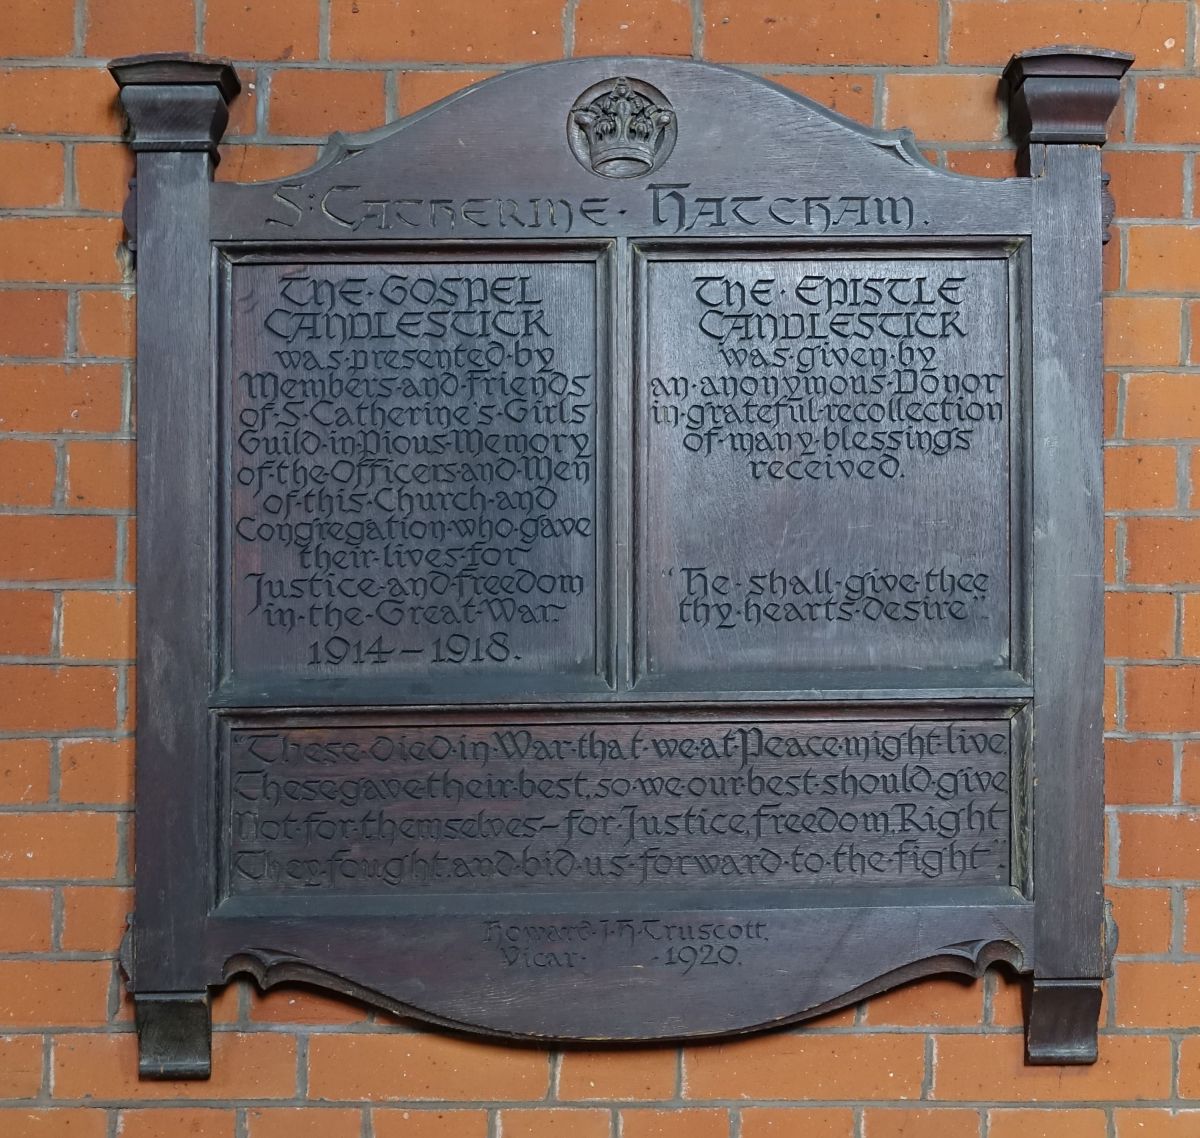 St: Catherine · Hatcham.
The · Gospel
Candlestick
was · presented · by
Members · and · friends
of · S · Catherine's · Girls
Guild · in · Pious · Memory
of · the · Officers · and · Men
of · this · Church · and
Congregation · who · gave
their · lives · for
Justice · and · freedom
in · the · Great · War ·
1914 – 1918.
The · Epistle
Candlestick
was · given · by
an · anonymous · Donor
in · grateful · recollection
of · many · blessings
received.
"He · shall · give · thee
thy · hearts · desire".
"These · died · in War · that · we · at · Peace · might · live,
These · gave · their · best, so · we · our · best · should · give
Not · for · themselves – for · Justice, Freedom, Right
They · fought · and · bid · us · forward · to · the · fight".
Howard · J · H · Truscott,
Vicar · · 1920.